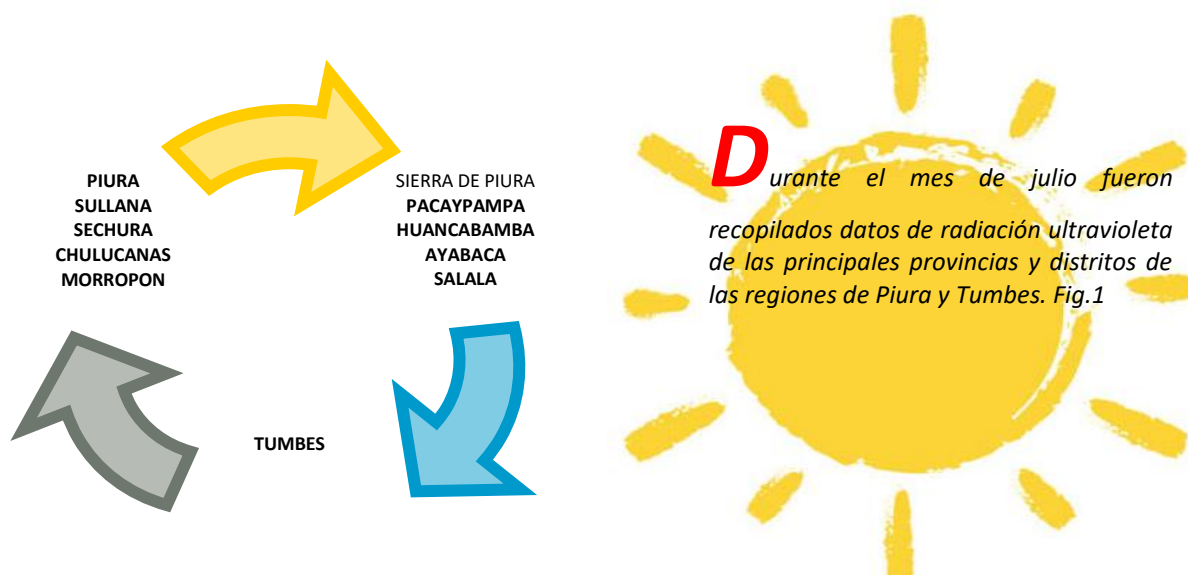 PIURA
SULLANA
SECHURA
CHULUCANAS
MORROPON
SIERRA DE PIURA
PACAYPAMPA
HUANCABAMBA
AYABACA
SALALA
TUMBES
Durante el mes de julio fueron
recopilados datos de radiación ultravioleta
de las principales provincias y distritos de
las regiones de Piura y Tumbes. Fig.1